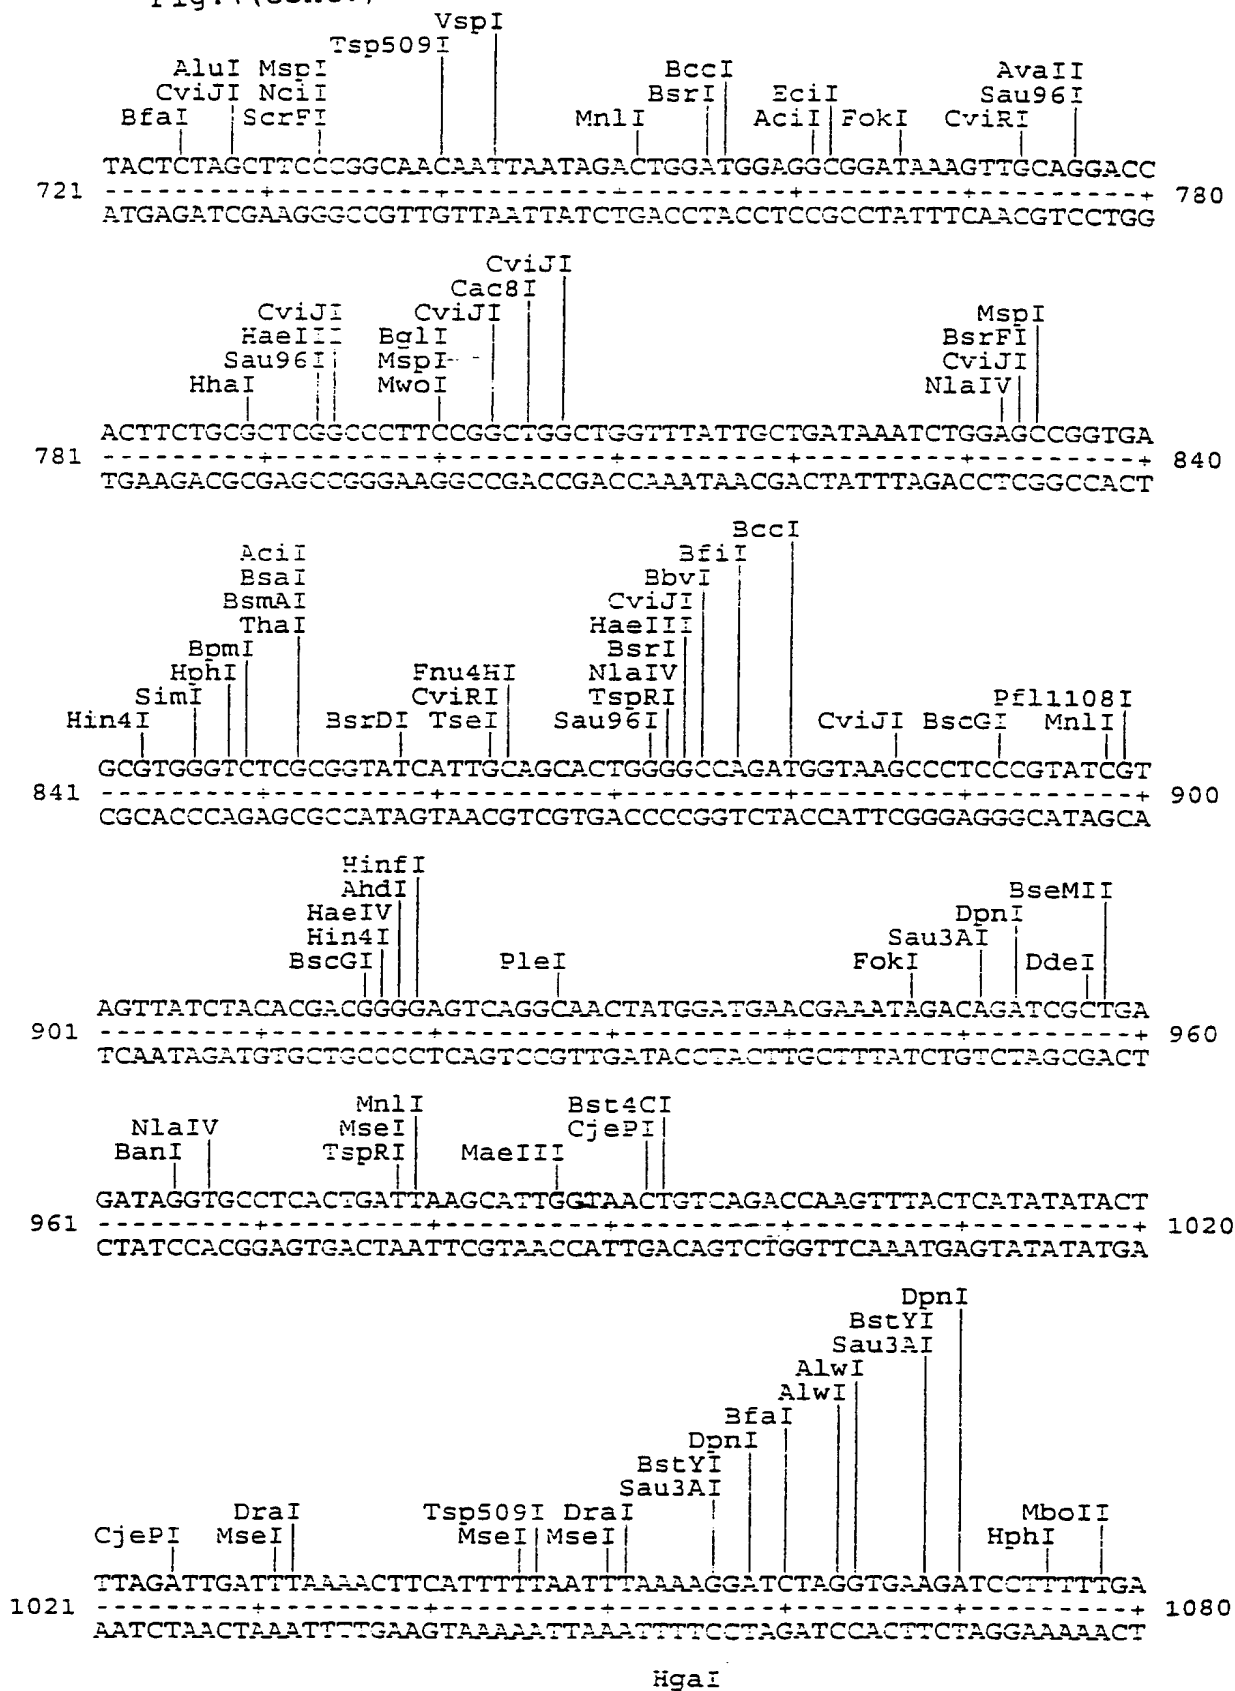 Fig.1(cont.)
VspI
Tsp509I
AluI MspI BccI AvaII
CviJI NciI BsrI EciI Sau96I
BfaI ScrFI MnlI AciI FokI CviRI
TACTCTAGCTTCCCGGCAACAATTAATAGACTGGATGGAGGCGGATAAAGTTGCAGGACC
721 ---------+---------+---------+---------+---------+---------+ 780
ATGAGATCGAAGGGCCGTTGTTAATTATCTGACCTACCTCCGCCTATTTCAACGTCCTGG
CviJI
Cac8I
CviJI CviJI MspI
HaeIII BglI BsrFI
Sau96I MspI CviJI
HhaI MwoI NlaIV
ACTTCTGCGCTCGGCCCTTCCGGCTGGCTGGTTTATTGCTGATAAATCTGGAGCCGGTGA
781 ---------+---------+---------+---------+---------+---------+ 840
TGAAGACGCGAGCCGGGAAGGCCGACCGACCAAATAACGACTATTTAGACCTCGGCCACT
BccI
AciI BfiI
BsaI BbvI
BsmAI CviJI
ThaI HaeIII
BpmI BsrI
HphI Fnu4HI NlaIV
SimI CviRI TspRI Pfl1108I
Hin4I BsrDI TseI Sau96I CviJI BscGI MnlI
GCGTGGGTCTCGCGGTATCATTGCAGCACTGGGGCCAGATGGTAAGCCCTCCCGTATCGT
841 ---------+---------+---------+---------+---------+---------+ 900
CGCACCCAGAGCGCCATAGTAACGTCGTGACCCCGGTCTACCATTCGGGAGGGCATAGCA
HinfI
AhdI BseMII
HaeIV DpnI
Hin4I Sau3AI
BscGI PleI FokI DdeI
AGTTATCTACACGACGGGGAGTCAGGCAACTATGGATGAACGAAATAGACAGATCGCTGA
901 ---------+---------+---------+---------+---------+---------+ 960
TCAATAGATGTGCTGCCCCTCAGTCCGTTGATACCTACTTGCTTTATCTGTCTAGCGACT
MnlI Bst4CI
NlaIV MseI CjePI
BanI TspRI MaeIII
GATAGGTGCCTCACTGATTAAGCATTGGTAACTGTCAGACCAAGTTTACTCATATATACT
961 ---------+---------+---------+---------+---------+---------+ 1020
CTATCCACGGAGTGACTAATTCGTAACCATTGACAGTCTGGTTCAAATGAGTATATATGA
DpnI
BstYI
Sau3AI
AlwI
AlwI
BfaI
DpnI
BstYI
Sau3AI
DraI Tsp509I DraI MboII
CjePI MseI MseI MseI HphI
TTAGATTGATTTAAAACTTCATTTTTAATTTAAAAGGATCTAGGTGAAGATCCTTTTTGA
1021 ---------+---------+---------+---------+---------+---------+ 1080
AATCTAACTAAATTTTGAAGTAAAAATTAAATTTTCCTAGATCCACTTCTAGGAAAAACT
HgaI